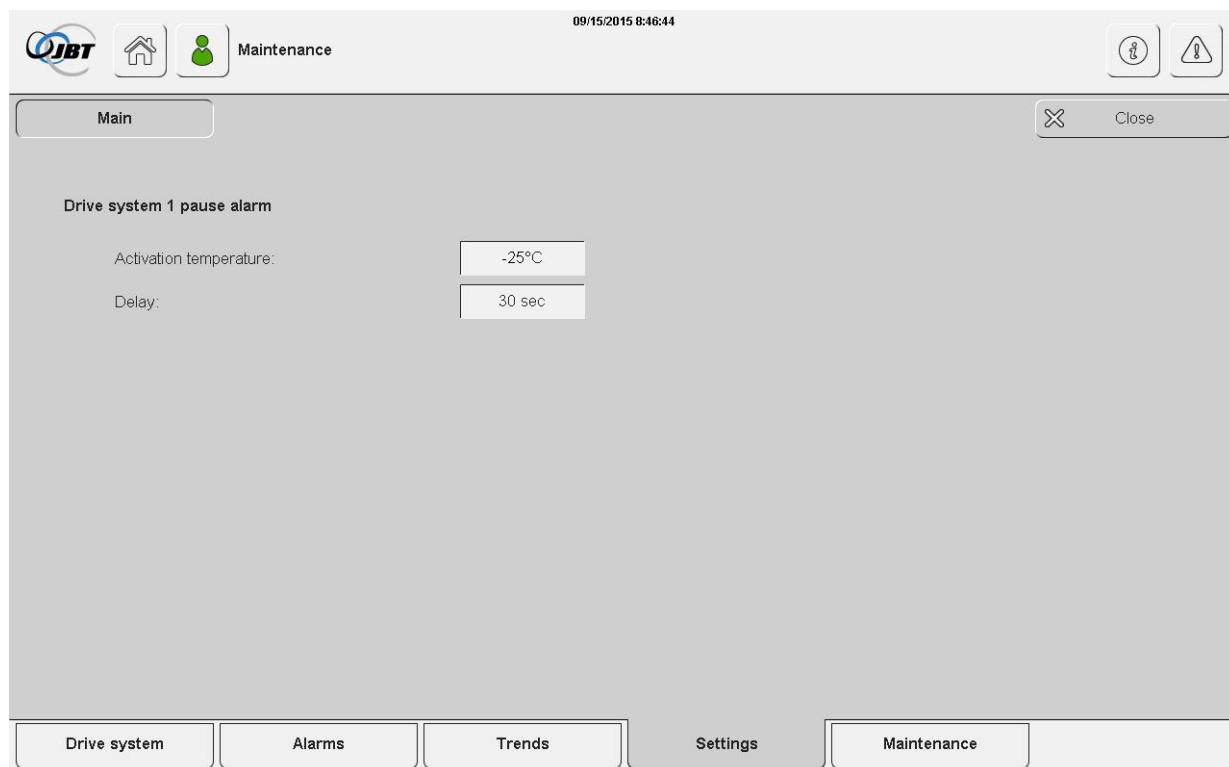 09/15/2015 8:46:44
JBT
Maintenance
Main
Close
Drive system 1 pause alarm
Activation temperature:
-25°C
Delay:
30 sec
Drive system
Alarms
Trends
Settings
Maintenance